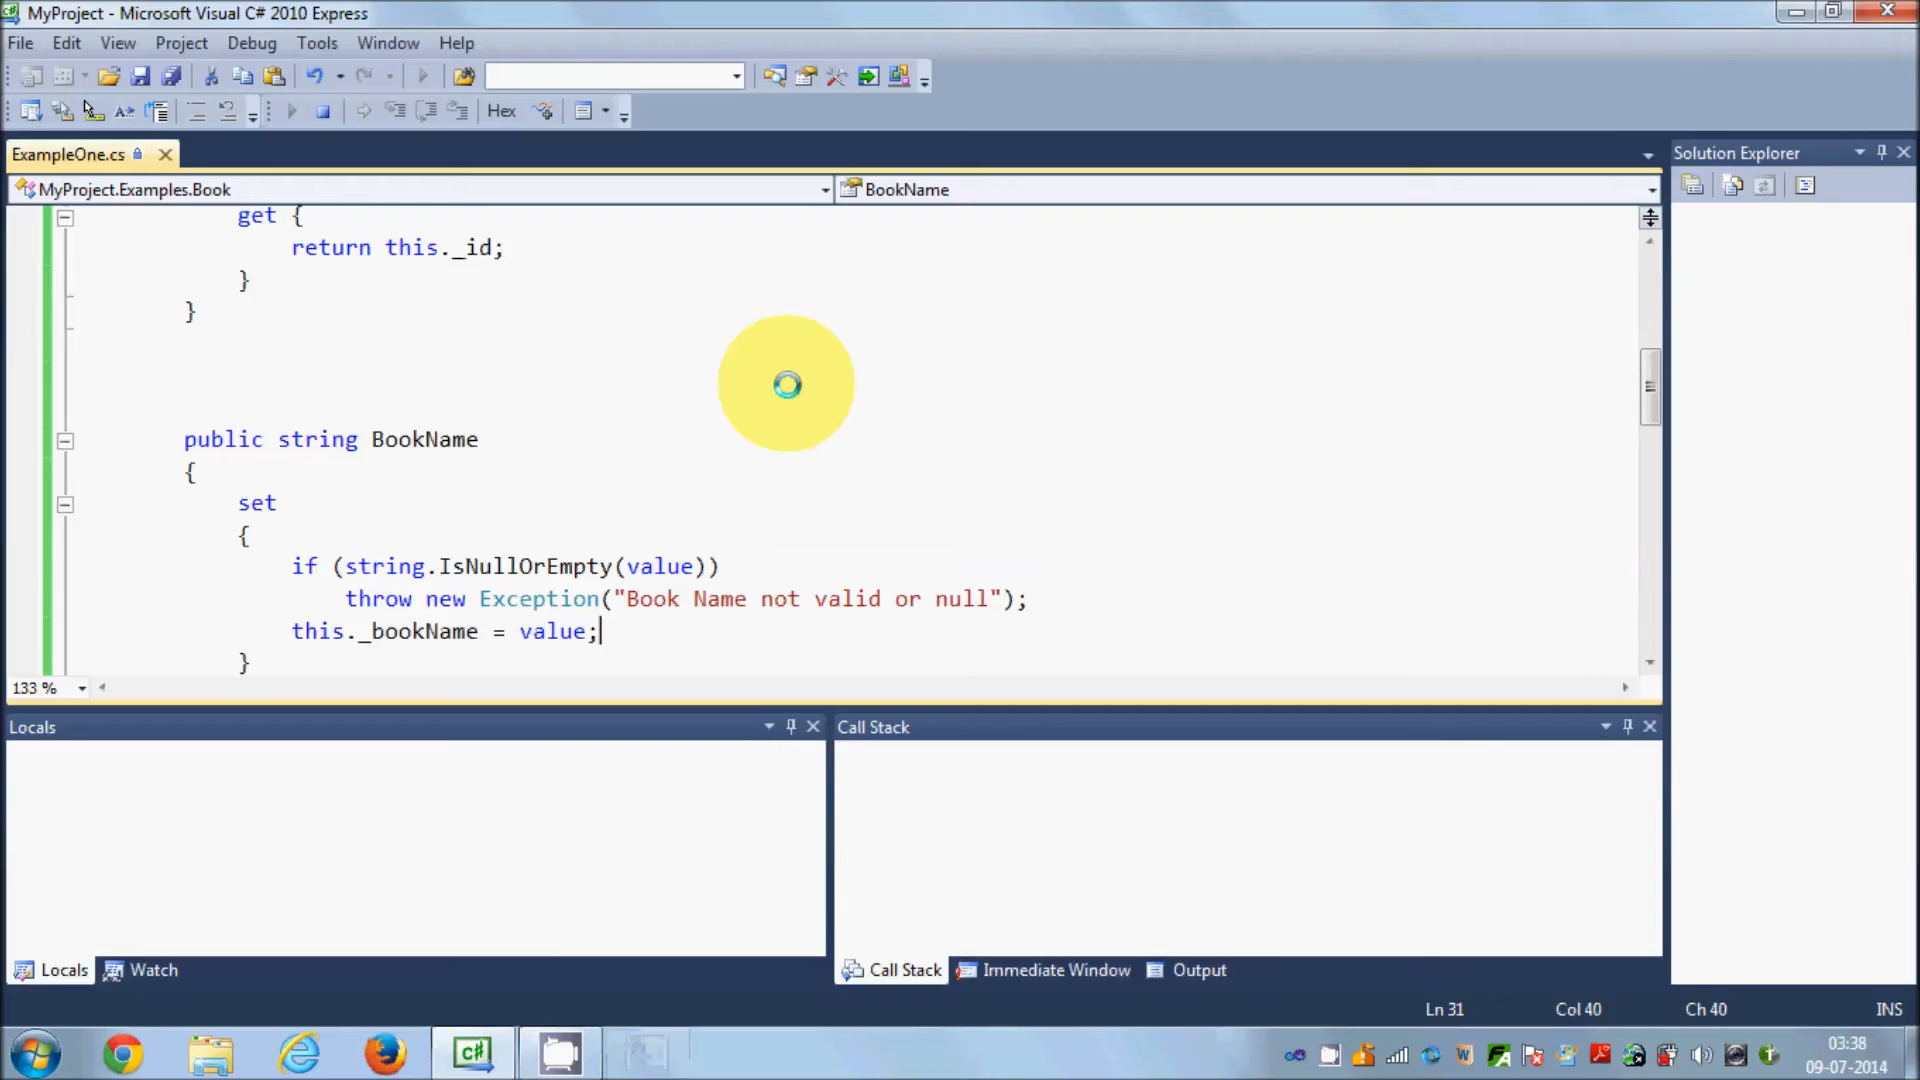 MyProject - Microsoft Visual C# 2010 Express
File Edit View Project Debug Tools Window Help
Hex
ExampleOne.cs
Solution Explorer
MyProject.Examples.Book
BookName
get {
return this._id;
}
}
public string BookName
{
set
{
if (string.IsNullOrEmpty(value))
throw new Exception("Book Name not valid or null");
this._bookName = value;
}
133 %
Locals
Call Stack
Locals Watch
Call Stack Immediate Window Output
Ln 31 Col 40 Ch 40 INS
C#
03:38
09-07-2014